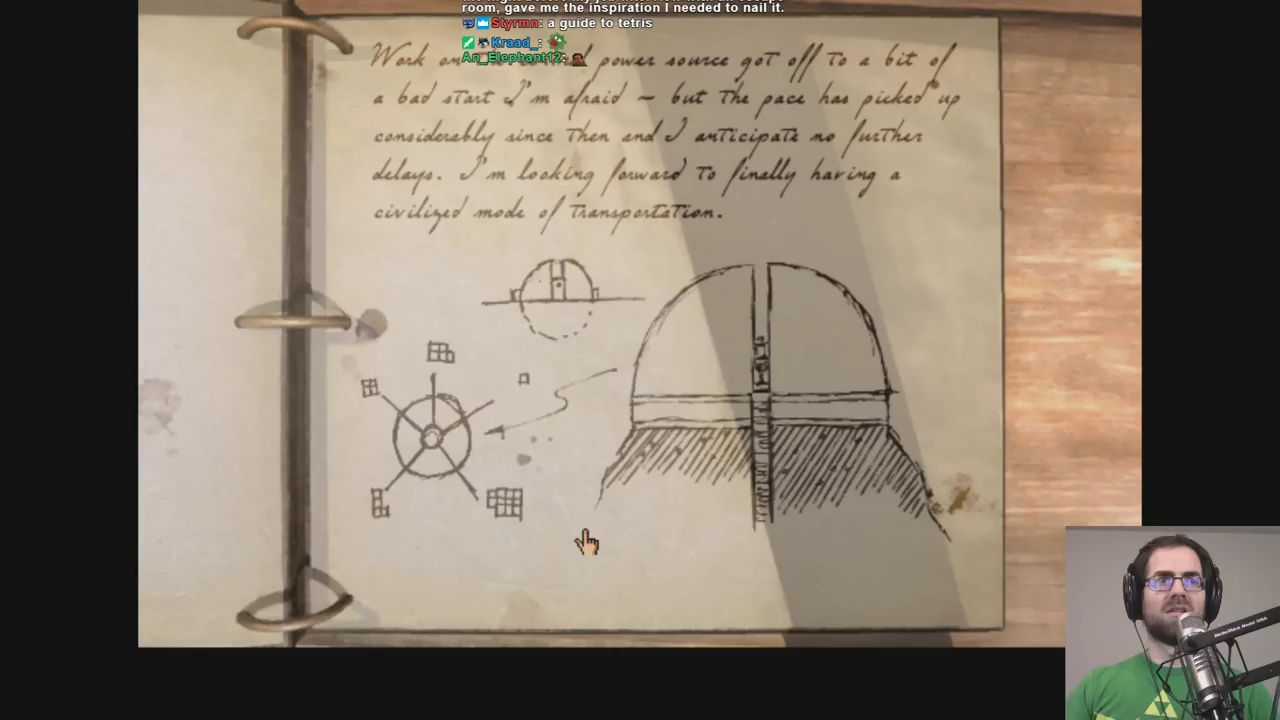 room, gave me the inspiration I needed to nail it.
Styrmn: a guide to tetris
Kraad_:
An_Elephant12:
Work on power source got off to a bit of
a bad start I'm afraid – but the pace has picked up
considerably since then and I anticipate no further
delays. I'm looking forward to finally having a
civilized mode of transportation.